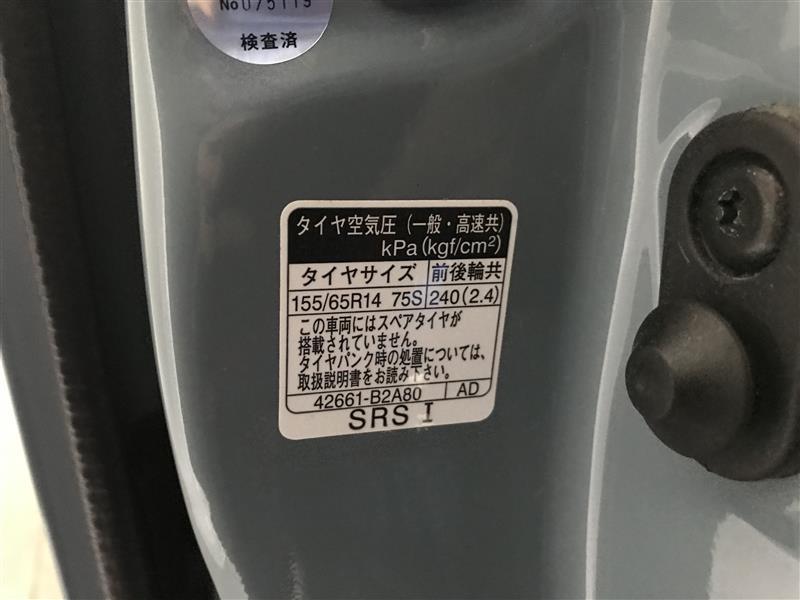 検査済
タイヤ空気圧(一般・高速共)
kPa(kgf/cm²)
タイヤサイズ 前後輪共
155/65R14 75S 240(2.4)
この車両にはスペアタイヤが
搭載されていません。
タイヤパンク時の処置については、
取扱説明書をお読み下さい。
42661-B2A80 AD
SRS I